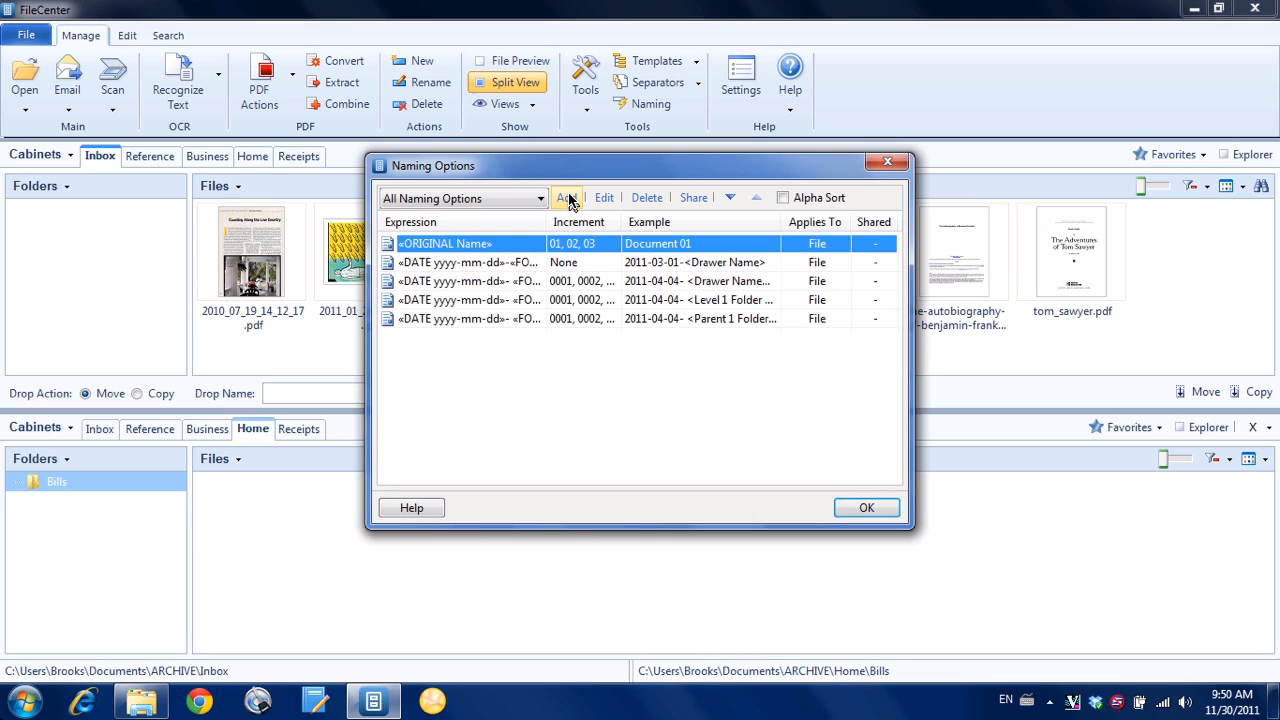 FileCenter
File Manage Edit Search
Open Email Scan Recognize Text PDF Actions Convert Extract Combine New Rename Delete File Preview Split View Views Tools Templates Separators Naming Settings Help
Main OCR PDF Actions Show Tools Help
Cabinets Inbox Reference Business Home Receipts Favorites Explorer
Folders Files
2010_07_19_14_12_17
.pdf
2011_01_
-benjamin-frank...
tom_sawyer.pdf
The Adventures
of
Tom Sawyer
Naming Options
All Naming Options Add Edit Delete Share Alpha Sort
Expression Increment Example Applies To Shared
«ORIGINAL Name» 01, 02, 03 Document 01 File -
«DATE yyyy-mm-dd»-«FO... None 2011-03-01-<Drawer Name> File -
«DATE yyyy-mm-dd»- «FO... 0001, 0002, ... 2011-04-04- <Drawer Name... File -
«DATE yyyy-mm-dd»- «FO... 0001, 0002, ... 2011-04-04- <Level 1 Folder ... File -
«DATE yyyy-mm-dd»- «FO... 0001, 0002, ... 2011-04-04- <Parent 1 Folder... File -
Help OK
Drop Action: Move Copy Drop Name: Move Copy
Cabinets Inbox Reference Business Home Receipts Favorites Explorer X
Folders Files
Bills
C:\Users\Brooks\Documents\ARCHIVE\Inbox C:\Users\Brooks\Documents\ARCHIVE\Home\Bills
EN 9:50 AM
11/30/2011